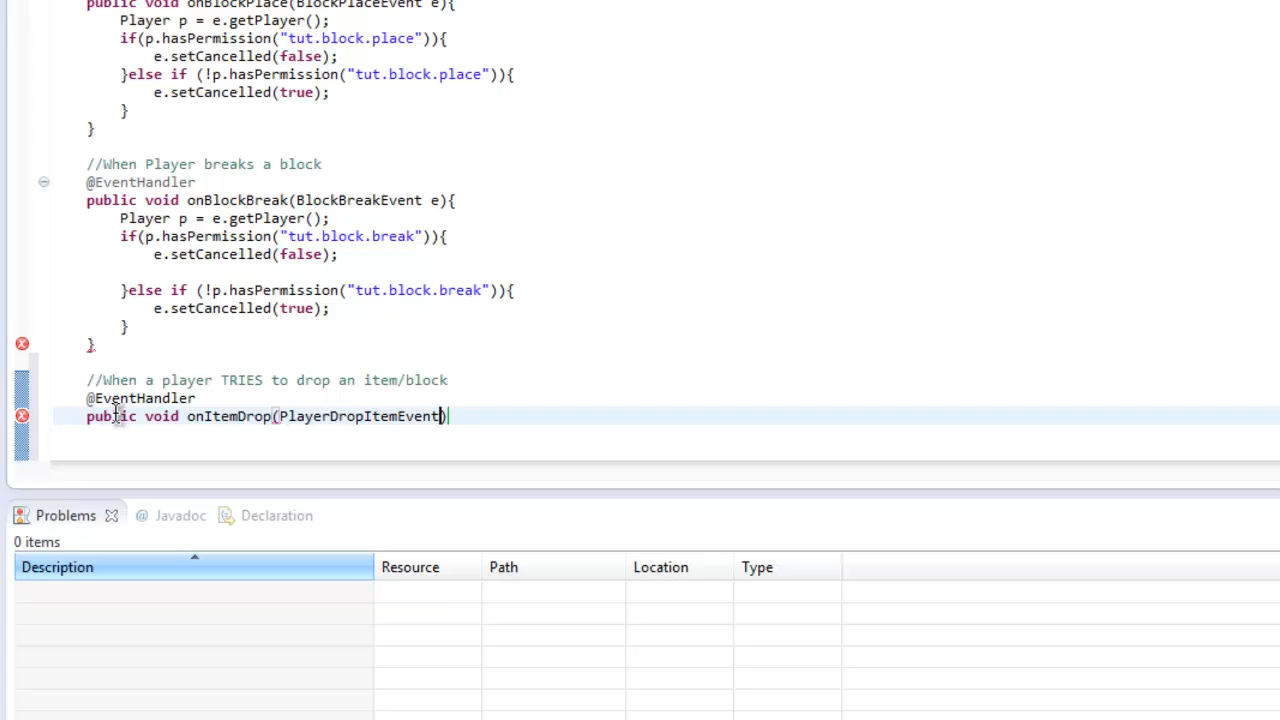 public void onBlockPlace(BlockPlaceEvent e){
Player p = e.getPlayer();
if(p.hasPermission("tut.block.place")){
e.setCancelled(false);
}else if (!p.hasPermission("tut.block.place")){
e.setCancelled(true);
}
}
//When Player breaks a block
@EventHandler
public void onBlockBreak(BlockBreakEvent e){
Player p = e.getPlayer();
if(p.hasPermission("tut.block.break")){
e.setCancelled(false);
}else if (!p.hasPermission("tut.block.break")){
e.setCancelled(true);
}
}
//When a player TRIES to drop an item/block
@EventHandler
public void onItemDrop(PlayerDropItemEvent)
Problems @ Javadoc Declaration
0 items
Description Resource Path Location Type